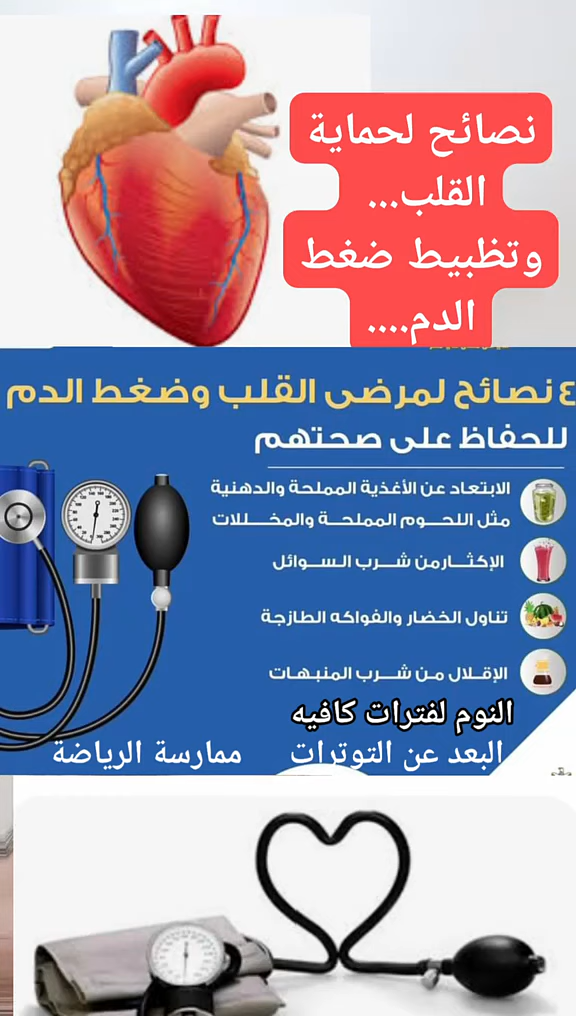 نصائح لحماية
القلب...
وتظبيط ضغط
الدم....
٤ نصائح لمرضى القلب وضغط الدم
للحفاظ على صحتهم
الابتعاد عن الأغذية المملحة والدهنية
مثل اللحوم المملحة والمخللات
الإكثار من شرب السوائل
تناول الخضار والفواكه الطازجة
الإقلال من شرب المنبهات
النوم لفترات كافيه
البعد عن التوترات ممارسة الرياضة